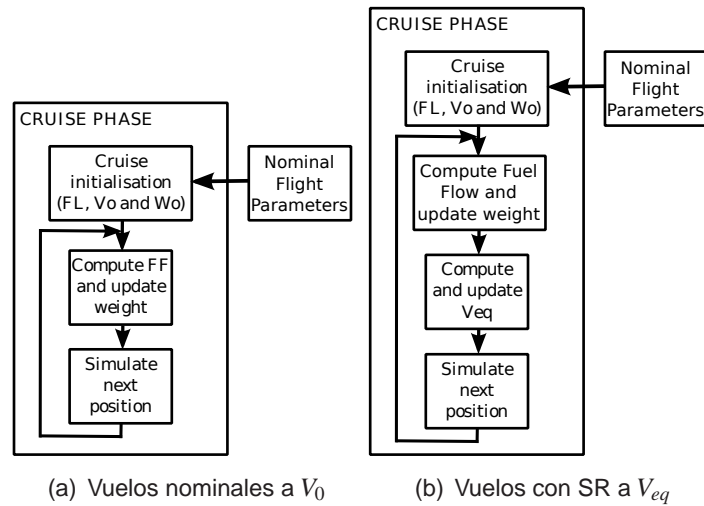 CRUISE PHASE
Cruise
initialisation
(FL, Vo and Wo)
Nominal
Flight
Parameters
Compute FF
and update
weight
Simulate
next
position
(a) Vuelos nominales a V0
CRUISE PHASE
Cruise
initialisation
(FL, Vo and Wo)
Nominal
Flight
Parameters
Compute Fuel
Flow and
update weight
Compute
and update
Veq
Simulate
next
position
(b) Vuelos con SR a Veq